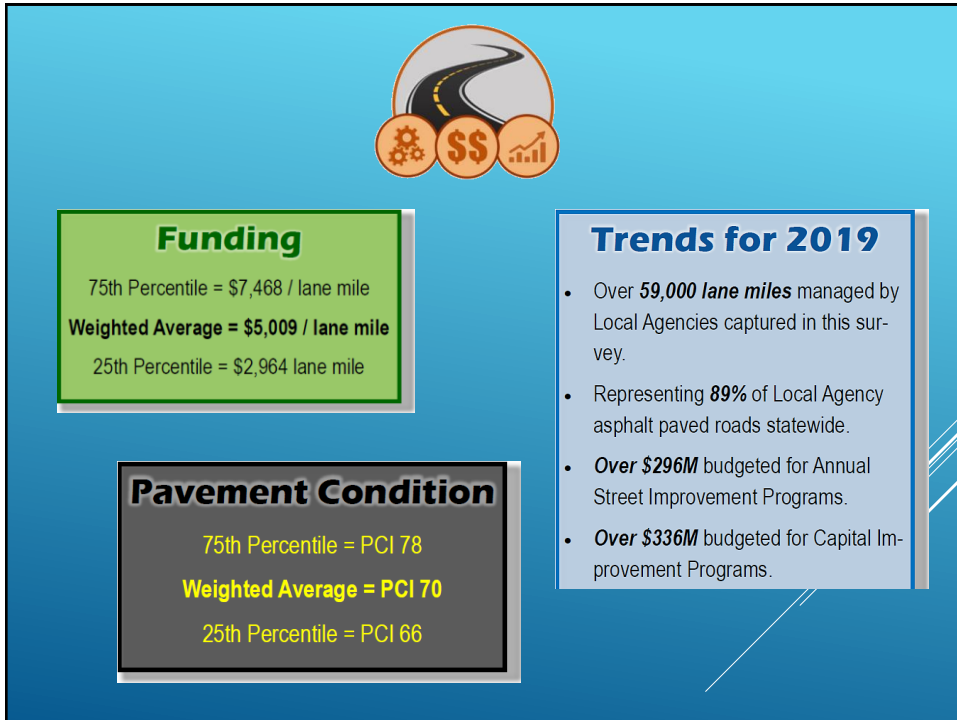 $$
Funding
75th Percentile = $7,468 / lane mile
Weighted Average = $5,009 / lane mile
25th Percentile = $2,964 lane mile
Pavement Condition
75th Percentile = PCI 78
Weighted Average = PCI 70
25th Percentile = PCI 66
Trends for 2019
• Over 59,000 lane miles managed by
Local Agencies captured in this sur-
vey.
• Representing 89% of Local Agency
asphalt paved roads statewide.
• Over $296M budgeted for Annual
Street Improvement Programs.
• Over $336M budgeted for Capital Im-
provement Programs.